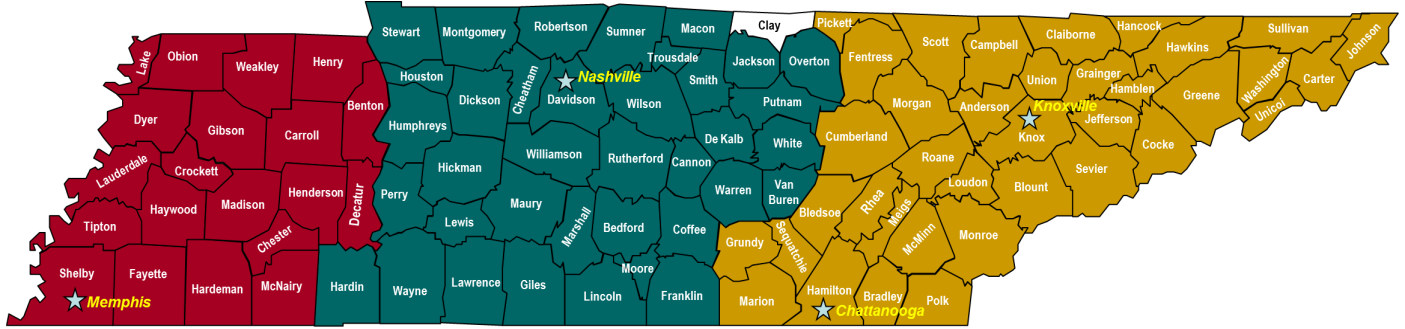 Lake
Obion
Weakley
Henry
Dyer
Gibson
Carroll
Benton
Lauderdale
Crockett
Haywood
Madison
Henderson
Decatur
Tipton
Chester
Shelby
Fayette
Hardeman
McNairy
Memphis
Stewart
Montgomery
Robertson
Sumner
Macon
Clay
Trousdale
Houston
Dickson
Cheatham
Nashville
Davidson
Wilson
Smith
Jackson
Overton
Putnam
Humphreys
Hickman
Williamson
Rutherford
De Kalb
White
Cannon
Warren
Van
Buren
Perry
Lewis
Maury
Marshall
Bedford
Coffee
Moore
Hardin
Wayne
Lawrence
Giles
Lincoln
Franklin
Pickett
Fentress
Scott
Campbell
Claiborne
Hancock
Hawkins
Sullivan
Johnson
Union
Grainger
Hamblen
Greene
Washington
Carter
Unicoi
Morgan
Anderson
Knoxville
Knox
Jefferson
Cocke
Cumberland
Roane
Loudon
Blount
Sevier
Bledsoe
Rhea
Meigs
McMinn
Monroe
Grundy
Sequatchie
Marion
Hamilton
Chattanooga
Bradley
Polk